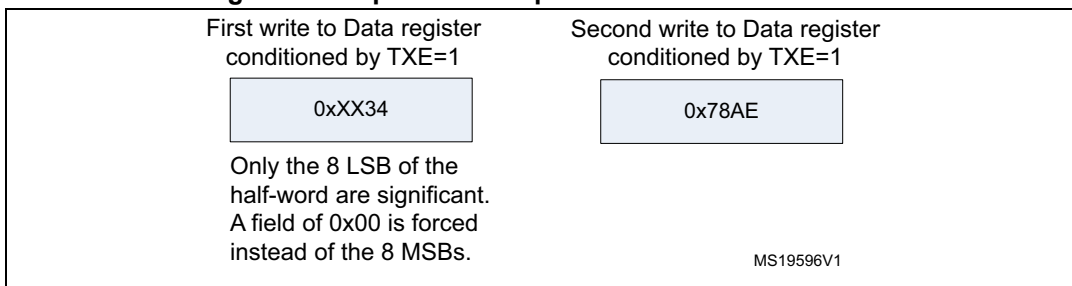 First write to Data register
conditioned by TXE=1
0xXX34
Only the 8 LSB of the
half-word are significant.
A field of 0x00 is forced
instead of the 8 MSBs.
Second write to Data register
conditioned by TXE=1
0x78AE
MS19596V1